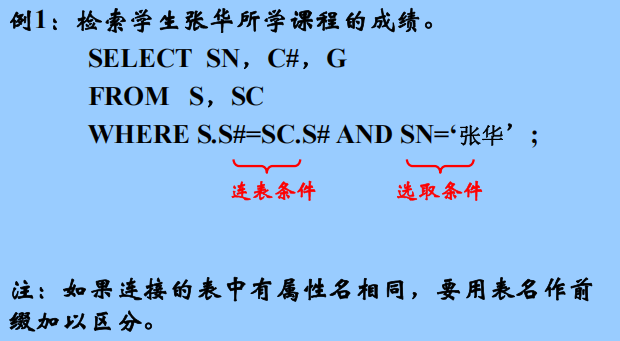 例1：检索学生张华所学课程的成绩。
SELECT SN，C#，G
FROM S，SC
WHERE S.S#=SC.S# AND SN=‘张华’；
连表条件 选取条件
注：如果连接的表中有属性名相同，要用表名作前
缀加以区分。